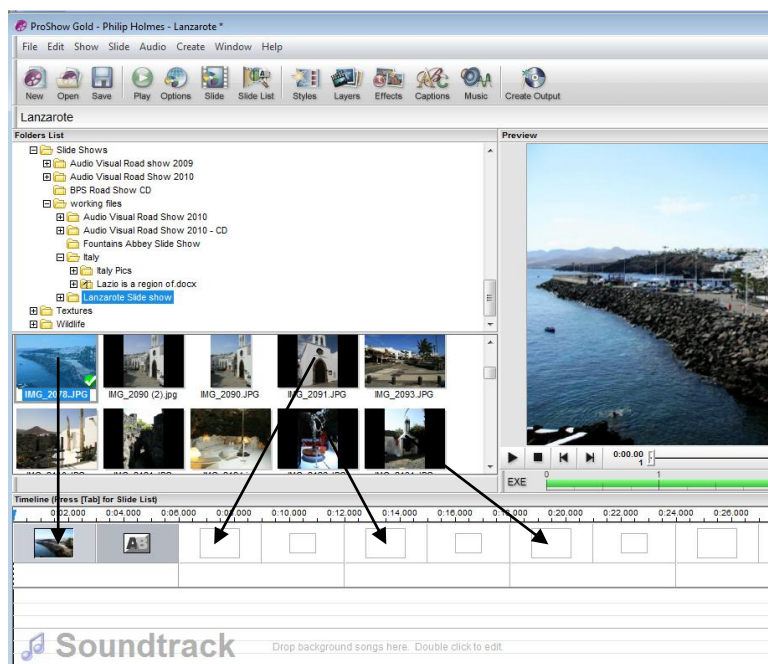 ProShow Gold - Philip Holmes - Lanzarote *
File Edit Show Slide Audio Create Window Help
New Open Save Play Options Slide Slide List Styles Layers Effects Captions Music Create Output
Lanzarote
Folders List
Preview
Slide Shows
Audio Visual Road show 2009
Audio Visual Road Show 2010
BPS Road Show CD
working files
Audio Visual Road Show 2010
Audio Visual Road Show 2010 - CD
Fountains Abbey Slide Show
Italy
Italy Pics
Lazio is a region of.docx
Lanzarote Slide show
Textures
Wildlife
IMG_2078.JPG IMG_2090 (2).jpg IMG_2090.JPG IMG_2091.JPG IMG_2093.JPG
0:00.00
1
EXE 0 1
Timeline (Press [Tab] for Slide List)
0:02.000 0:04.000 0:06.000 0:08.000 0:10.000 0:12.000 0:14.000 0:16.000 0:18.000 0:20.000 0:22.000 0:24.000 0:26.000
AB
Soundtrack
Drop background songs here. Double click to edit.